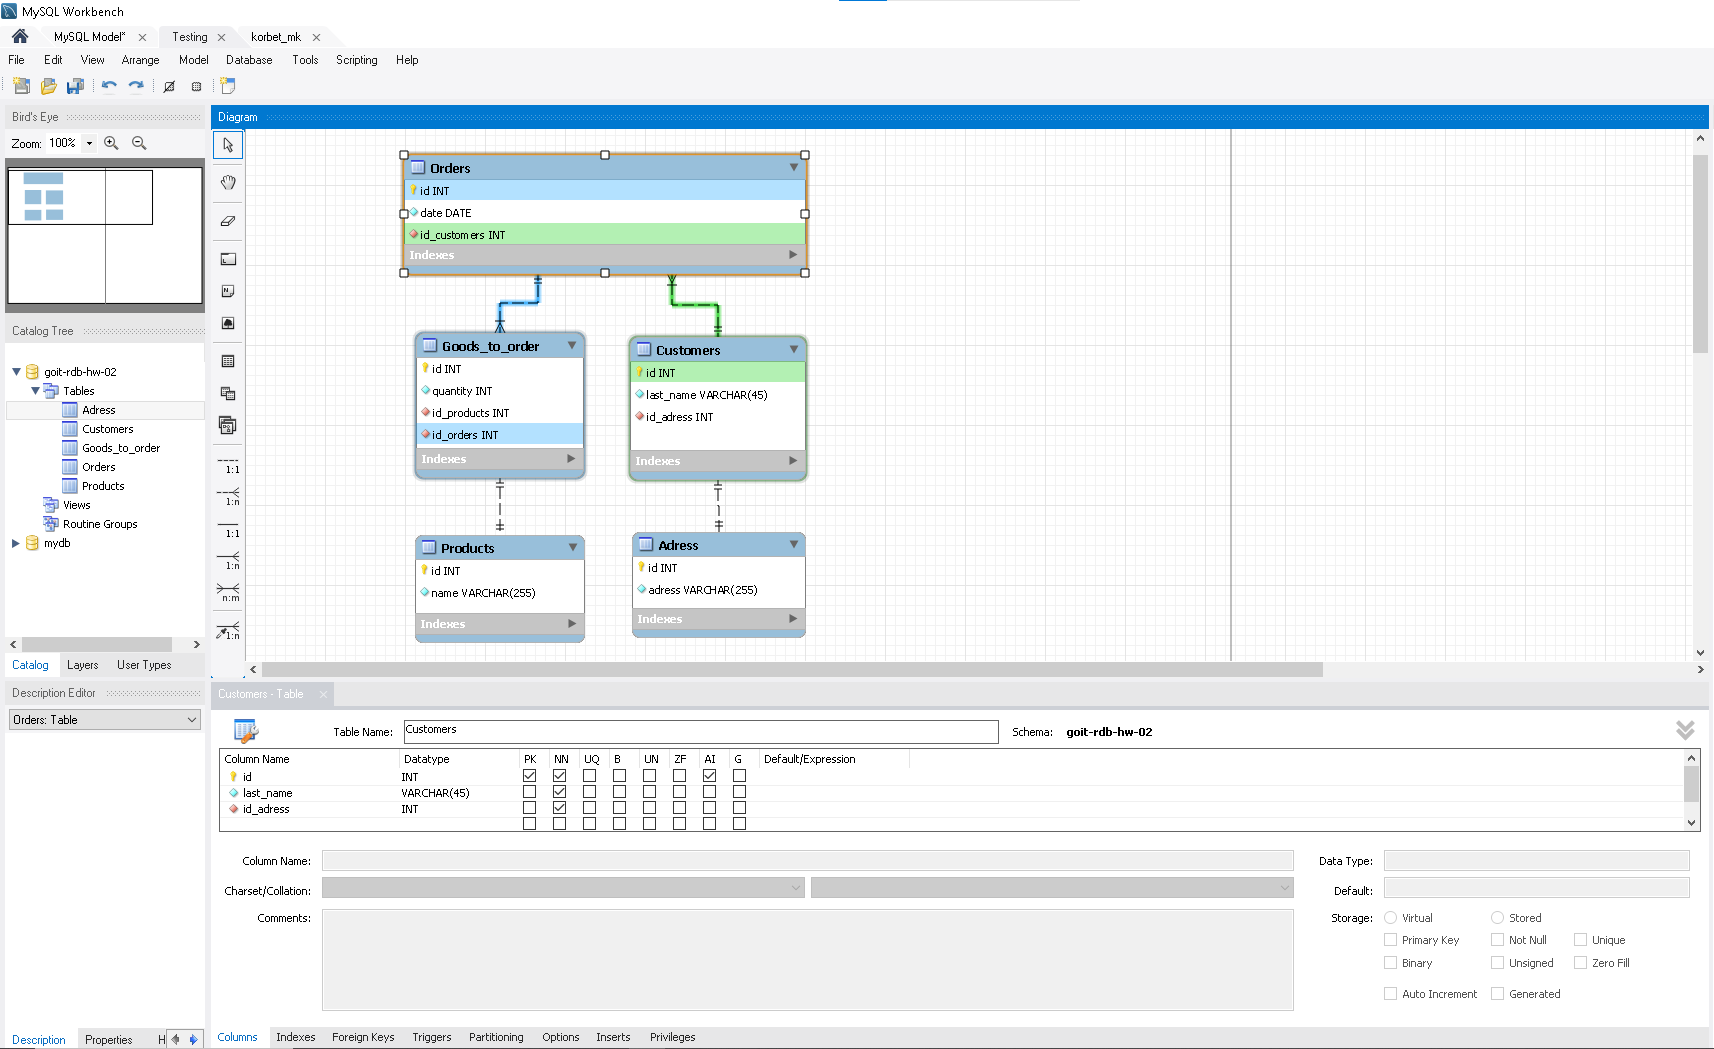 MySQL Workbench
MySQL Model* Testing korbet_mk
File Edit View Arrange Model Database Tools Scripting Help
Bird's Eye
Zoom: 100%
Catalog Tree
goit-rdb-hw-02
Tables
Adress
Customers
Goods_to_order
Orders
Products
Views
Routine Groups
mydb
Catalog Layers User Types
Description Editor
Orders: Table
Description Properties H
Diagram
1:1
1:n
1:1
1:n
n:m
1:n
Orders
id INT
date DATE
id_customers INT
Indexes
Goods_to_order
id INT
quantity INT
id_products INT
id_orders INT
Indexes
Customers
id INT
last_name VARCHAR(45)
id_adress INT
Indexes
Products
id INT
name VARCHAR(255)
Indexes
Adress
id INT
adress VARCHAR(255)
Indexes
Customers - Table
Table Name: Customers Schema: goit-rdb-hw-02
Column Name Datatype PK NN UQ B UN ZF AI G Default/Expression
id INT
last_name VARCHAR(45)
id_adress INT
Column Name: Data Type:
Charset/Collation: Default:
Comments: Storage: Virtual Stored
Primary Key Not Null Unique
Binary Unsigned Zero Fill
Auto Increment Generated
Columns Indexes Foreign Keys Triggers Partitioning Options Inserts Privileges